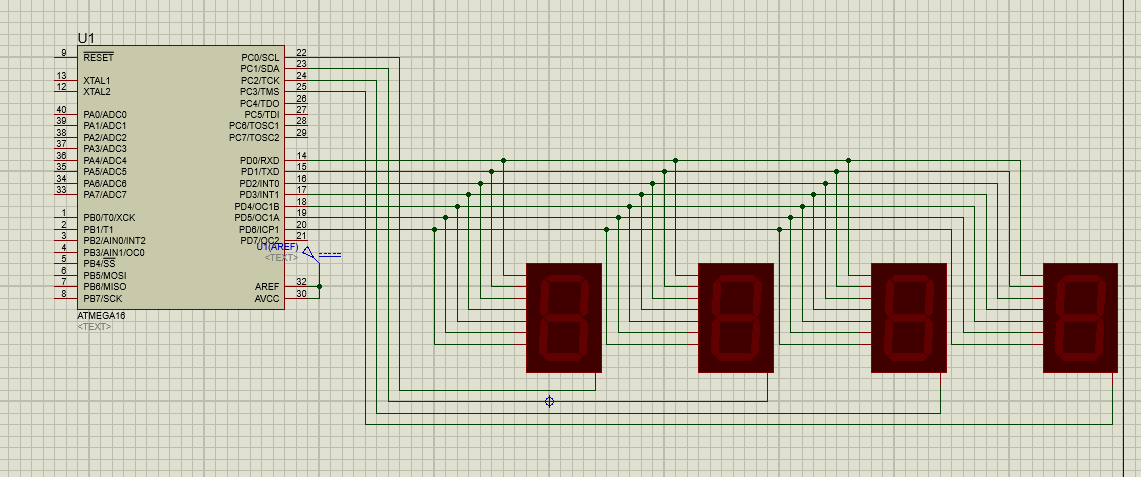 U1
9 RESET PC0/SCL 22
PC1/SDA 23
13 XTAL1 PC2/TCK 24
12 XTAL2 PC3/TMS 25
PC4/TDO 26
40 PA0/ADC0 PC5/TDI 27
39 PA1/ADC1 PC6/TOSC1 28
38 PA2/ADC2 PC7/TOSC2 29
37 PA3/ADC3
36 PA4/ADC4 PD0/RXD 14
35 PA5/ADC5 PD1/TXD 15
34 PA6/ADC6 PD2/INT0 16
33 PA7/ADC7 PD3/INT1 17
PD4/OC1B 18
1 PB0/T0/XCK PD5/OC1A 19
2 PB1/T1 PD6/ICP1 20
3 PB2/AIN0/INT2 PD7/OC2 21
U1(AREF)
4 PB3/AIN1/OC0
<TEXT>
5 PB4/SS
6 PB5/MOSI
7 PB6/MISO AREF 32
8 PB7/SCK AVCC 30
ATMEGA16
<TEXT>